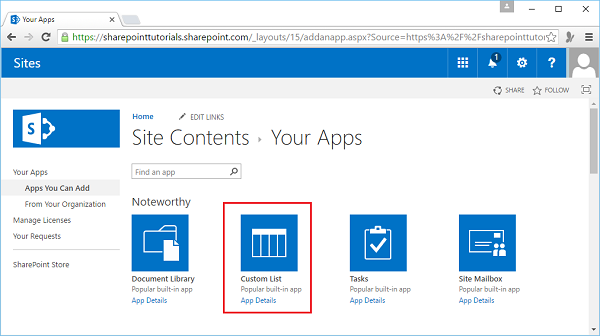 Your Apps
https://sharepointtutorials.sharepoint.com/_layouts/15/addanapp.aspx?Source=https%3A%2F%2Fsharepointtutori
Sites
1
?
SHARE
FOLLOW
S
Home
EDIT LINKS
Site Contents › Your Apps
Find an app
Your Apps
Apps You Can Add
From Your Organization
Manage Licenses
Your Requests
SharePoint Store
Noteworthy
Document Library
Popular built-in app
App Details
Custom List
Popular built-in app
App Details
Tasks
Popular built-in app
App Details
Site Mailbox
Popular built-in app
App Details